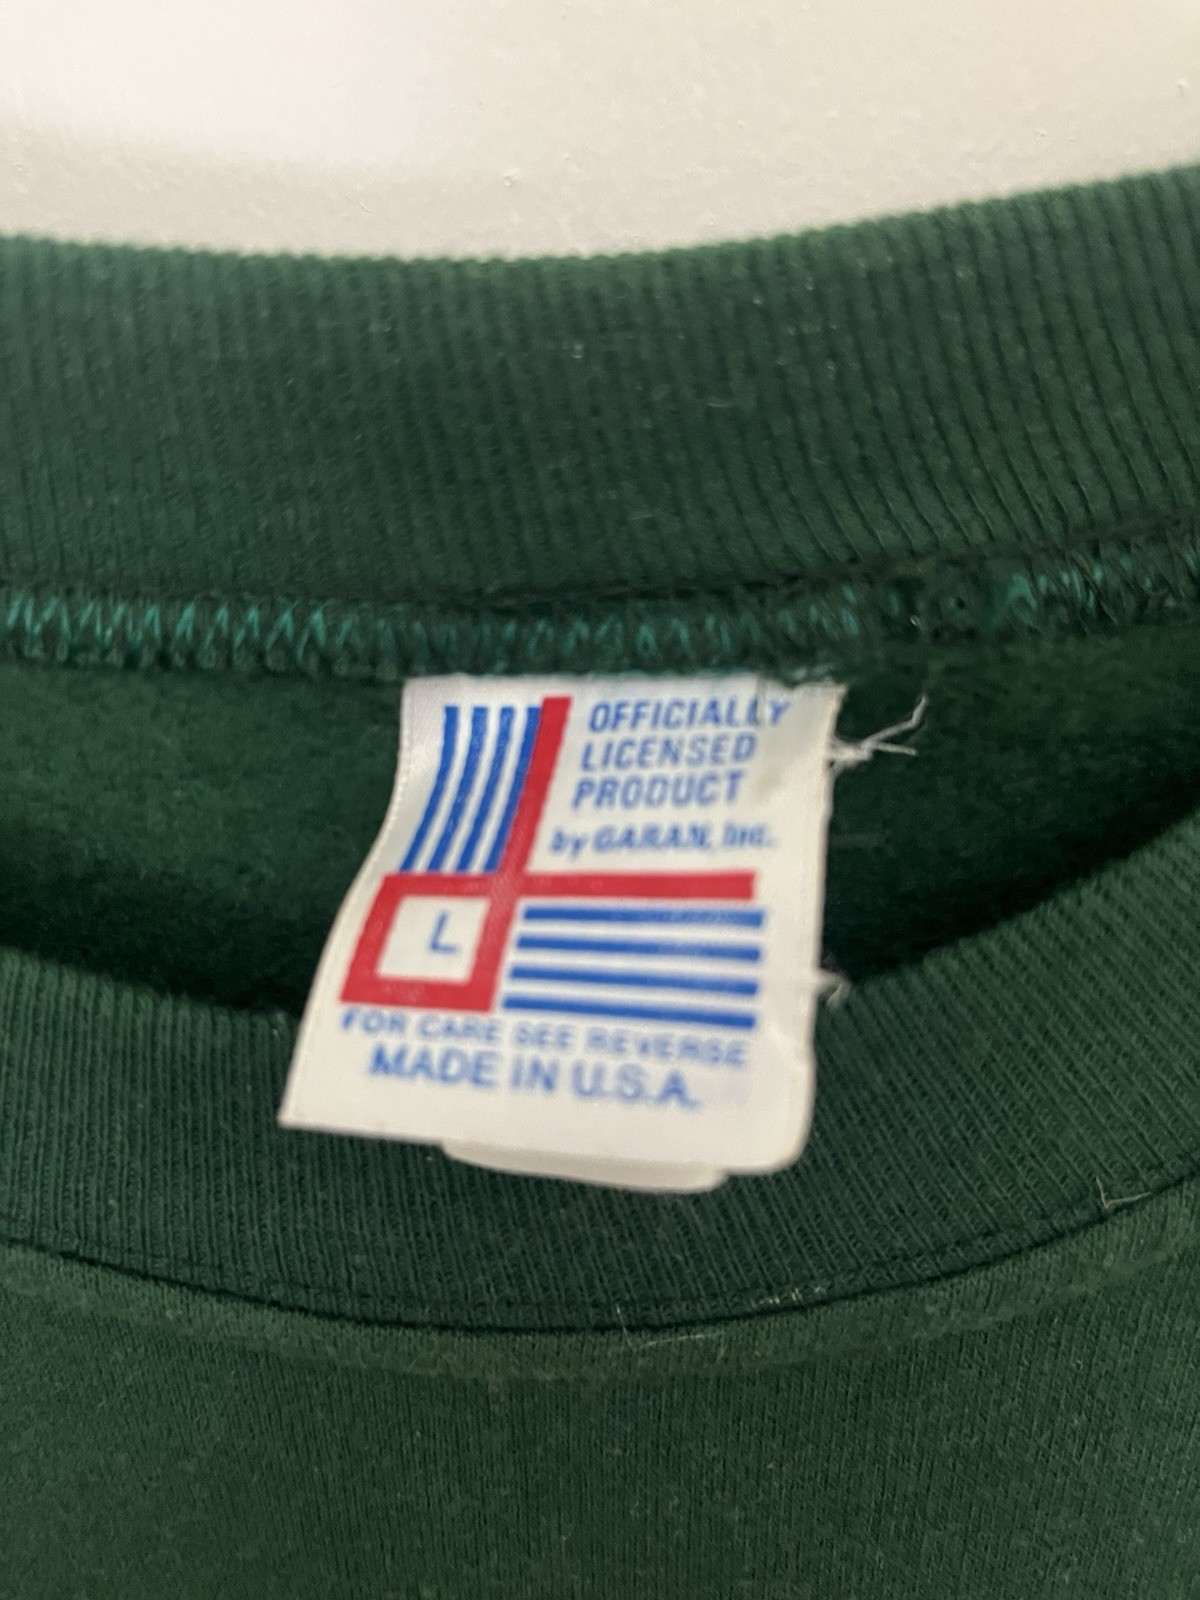 OFFICIALLY
LICENSED
PRODUCT
by GARAN, Inc.
L
FOR CARE SEE REVERSE
MADE IN U.S.A.